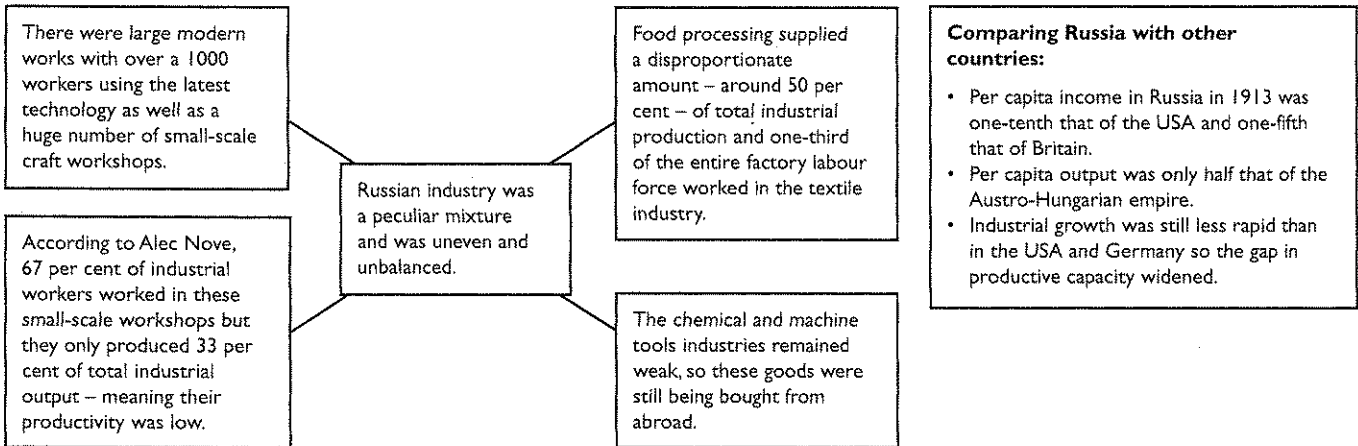 There were large modern
works with over a 1000
workers using the latest
technology as well as a
huge number of small-scale
craft workshops.
According to Alec Nove,
67 per cent of industrial
workers worked in these
small-scale workshops but
they only produced 33 per
cent of total industrial
output – meaning their
productivity was low.
Russian industry was
a peculiar mixture
and was uneven and
unbalanced.
Food processing supplied
a disproportionate
amount – around 50 per
cent – of total industrial
production and one-third
of the entire factory labour
force worked in the textile
industry.
The chemical and machine
tools industries remained
weak, so these goods were
still being bought from
abroad.
Comparing Russia with other
countries:
• Per capita income in Russia in 1913 was
one-tenth that of the USA and one-fifth
that of Britain.
• Per capita output was only half that of the
Austro-Hungarian empire.
• Industrial growth was still less rapid than
in the USA and Germany so the gap in
productive capacity widened.